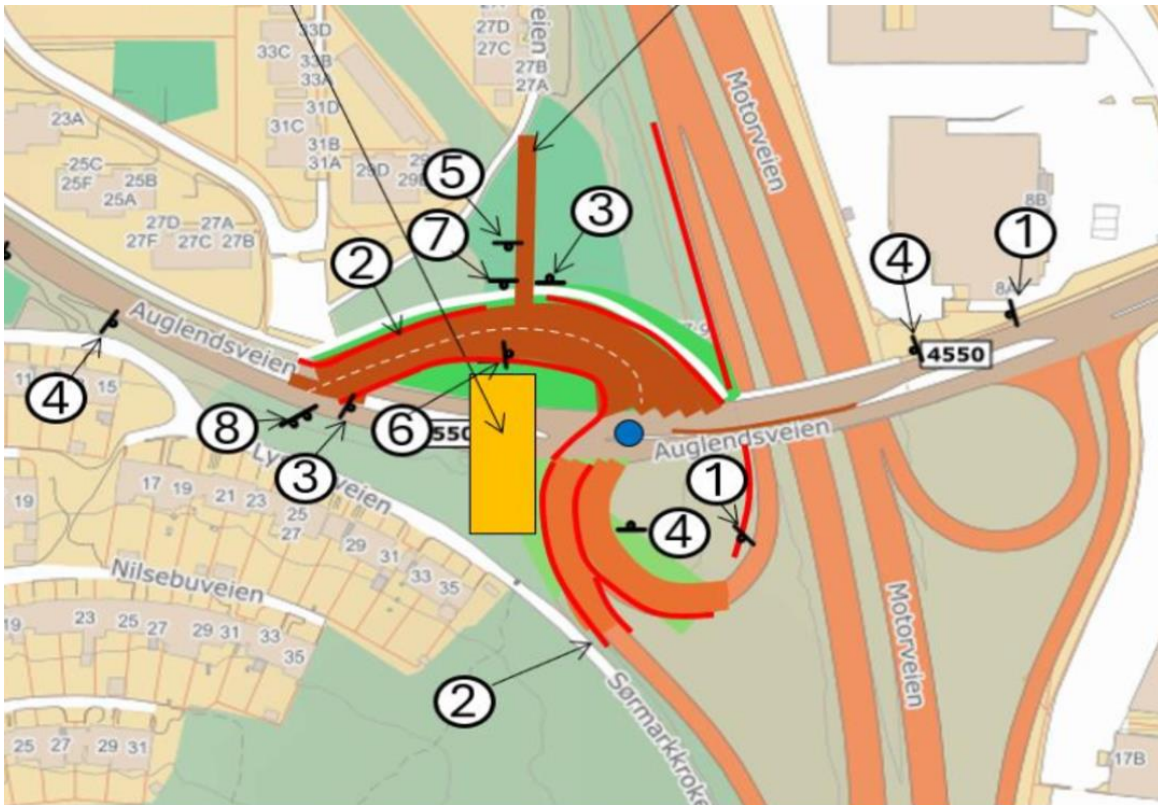 33D
33C
33B
33A
31D
31C
31B
31A
29D
27D
27C
27B
27A
veien
Motorveien
23A
25C
25F
25B
25A
27D
27A
27F
27C
27B
5
7
3
2
8B
1
4
8A
Auglendsveien
4550
4
15
8
3
6
550
Auglendsveien
1
4
19
17
19
21
23
25
27
29
31
33
35
Nilsebuveien
Motorveien
19
23
25
27
29
31
33
35
2
Sørmarkkroke
25
27
29
31
17B